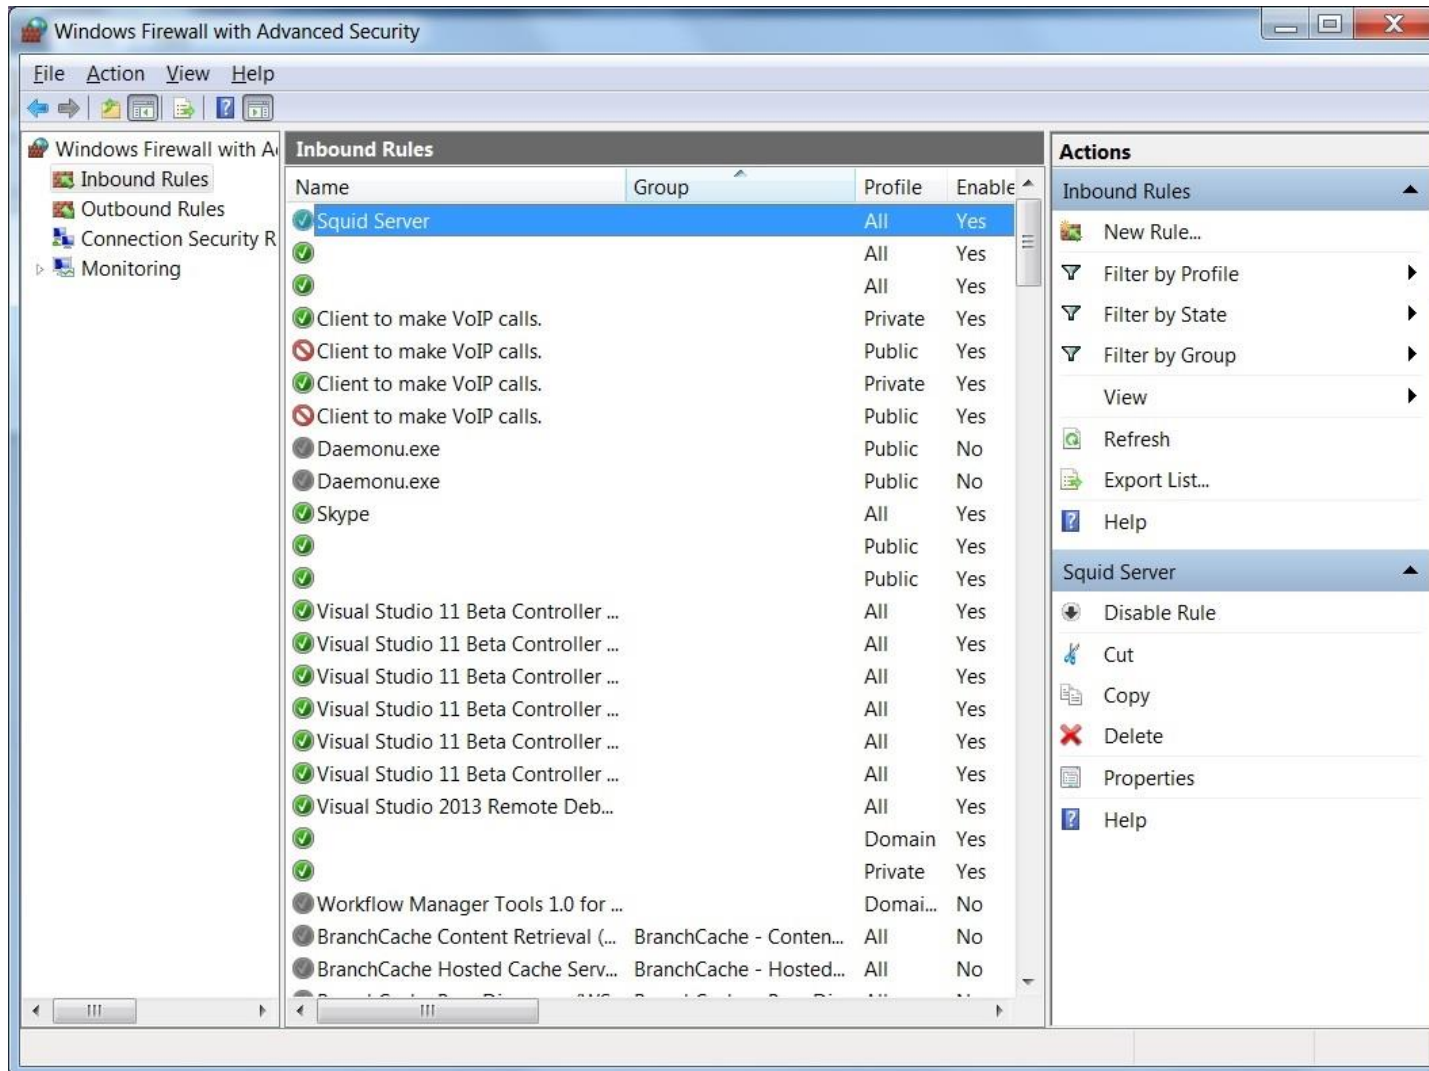 Windows Firewall with Advanced Security
File Action View Help
Windows Firewall with A
Inbound Rules
Outbound Rules
Connection Security R
Monitoring
Inbound Rules
Name Group Profile Enable
Squid Server All Yes
All Yes
All Yes
Client to make VoIP calls. Private Yes
Client to make VoIP calls. Public Yes
Client to make VoIP calls. Private Yes
Client to make VoIP calls. Public Yes
Daemonu.exe Public No
Daemonu.exe Public No
Skype All Yes
Public Yes
Public Yes
Visual Studio 11 Beta Controller ... All Yes
Visual Studio 11 Beta Controller ... All Yes
Visual Studio 11 Beta Controller ... All Yes
Visual Studio 11 Beta Controller ... All Yes
Visual Studio 11 Beta Controller ... All Yes
Visual Studio 11 Beta Controller ... All Yes
Visual Studio 2013 Remote Deb... All Yes
Domain Yes
Private Yes
Workflow Manager Tools 1.0 for ... Domai... No
BranchCache Content Retrieval (... BranchCache - Conten... All No
BranchCache Hosted Cache Serv... BranchCache - Hosted... All No
Actions
Inbound Rules
New Rule...
Filter by Profile
Filter by State
Filter by Group
View
Refresh
Export List...
Help
Squid Server
Disable Rule
Cut
Copy
Delete
Properties
Help